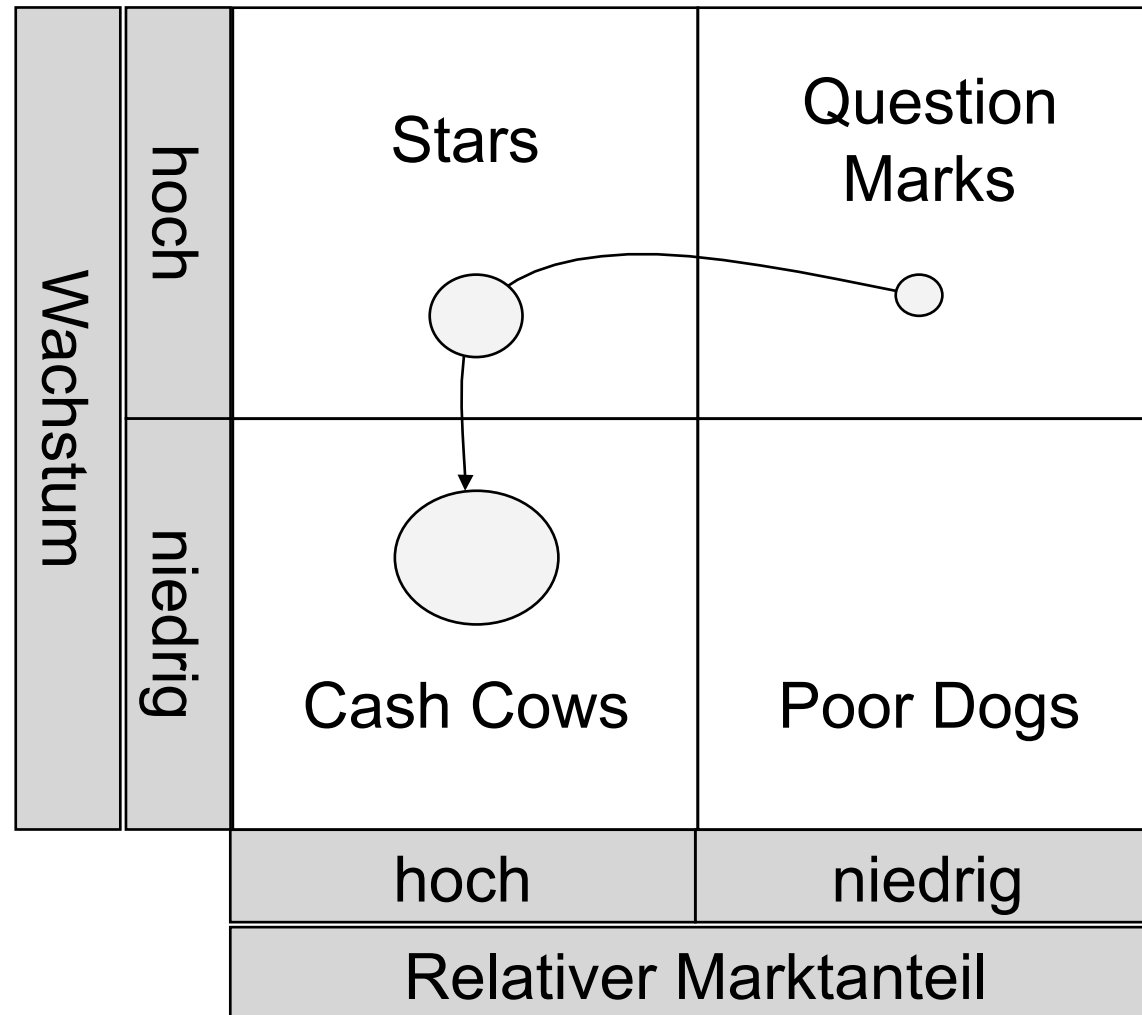 Wachstum
hoch
niedrig
Stars
Question
Marks
Cash Cows
Poor Dogs
hoch
niedrig
Relativer Marktanteil